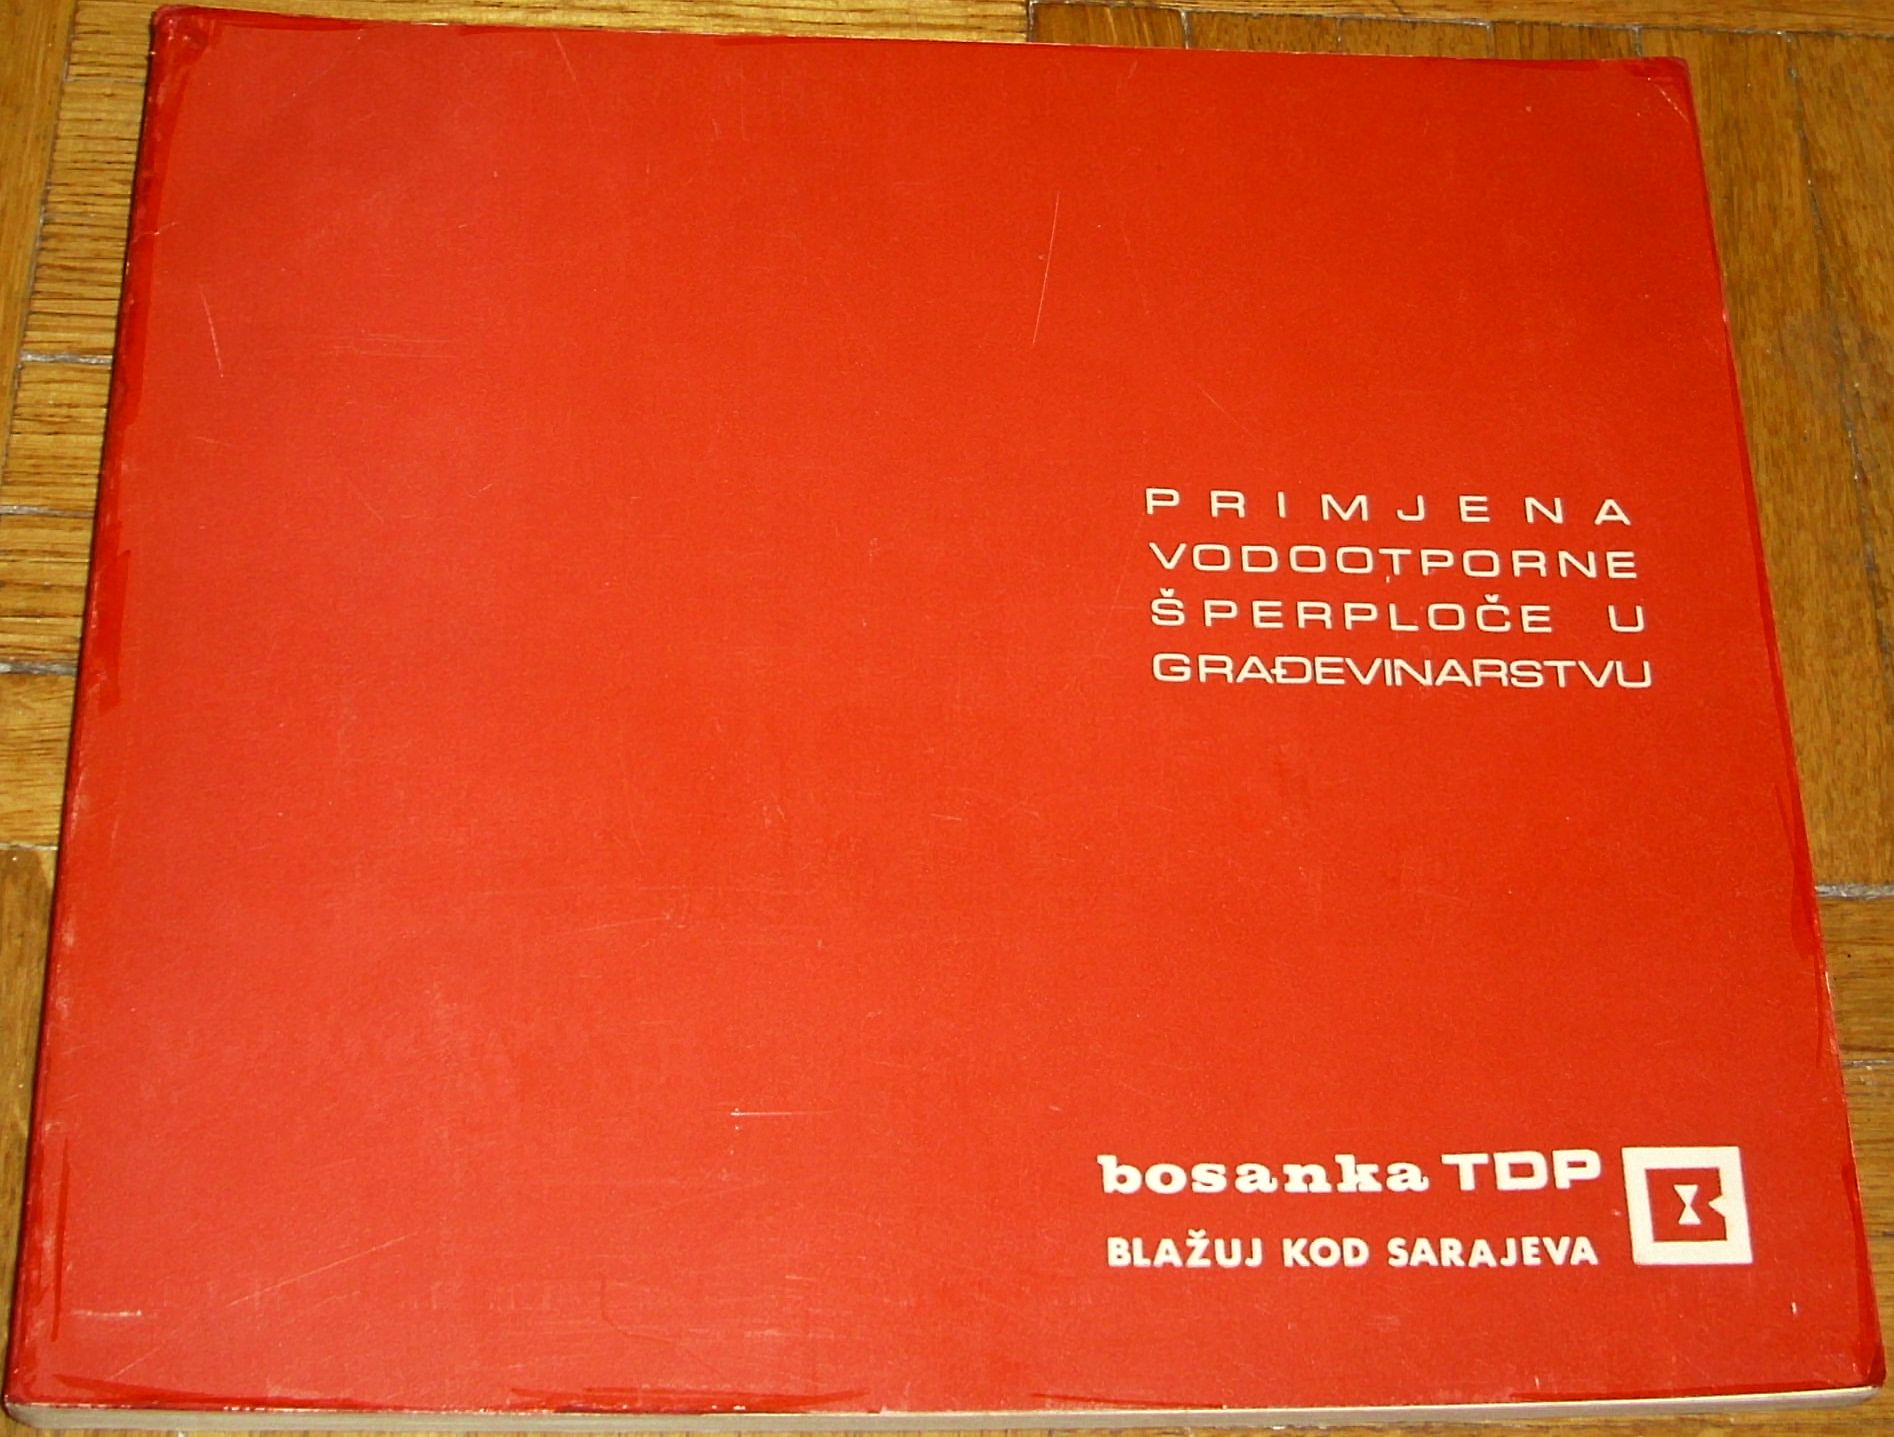 PRIMJENA
VODOOTPORNE
ŠPERPLOČE U
GRAĐEVINARSTVU
bosanka TDP
BLAŽUJ KOD SARAJEVA